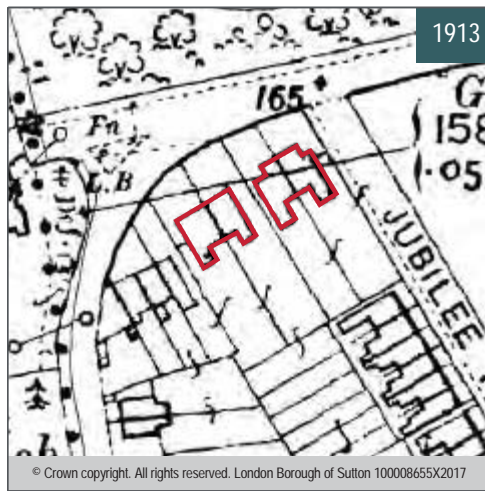 1913
165
G
158
Fn
.05
L.B
JUBILEE
© Crown copyright. All rights reserved. London Borough of Sutton 100008655X2017